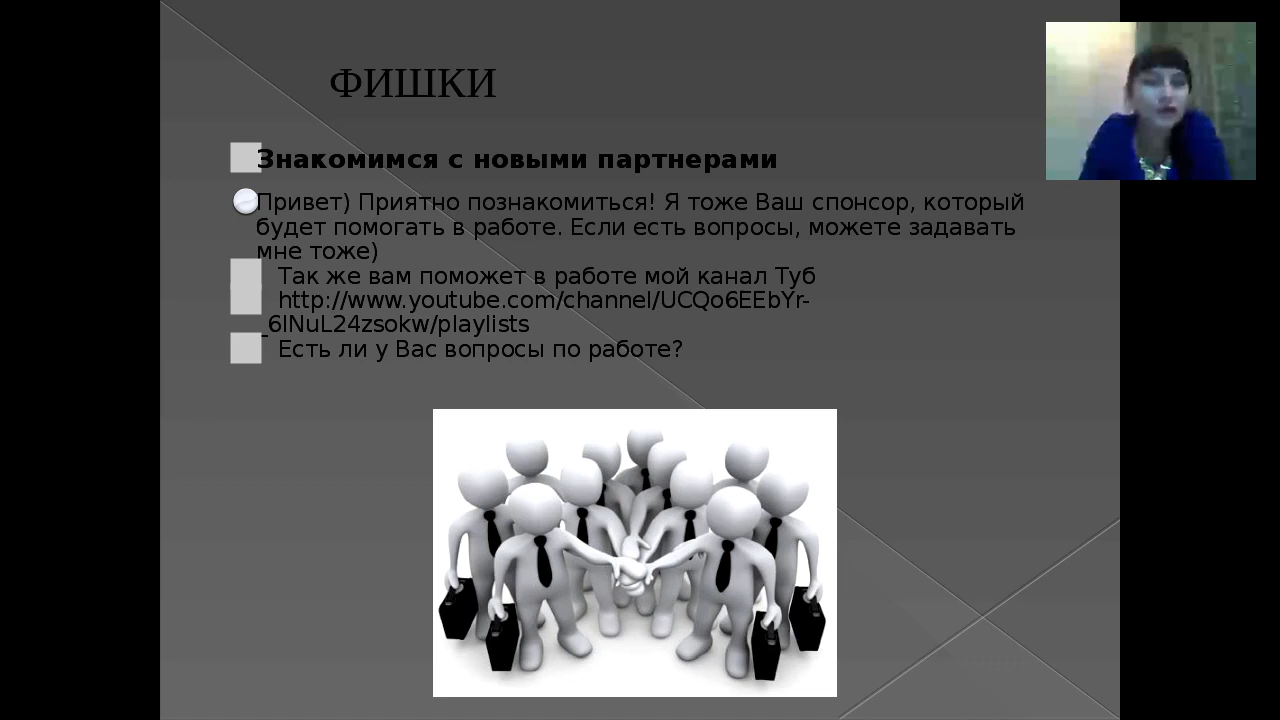 ФИШКИ
Знакомимся с новыми партнерами
Привет) Приятно познакомиться! Я тоже Ваш спонсор, который
будет помогать в работе. Если есть вопросы, можете задавать
мне тоже)
Так же вам поможет в работе мой канал Туб
http://www.youtube.com/channel/UCQo6EEbYr-
_6lNuL24zsokw/playlists
Есть ли у Вас вопросы по работе?